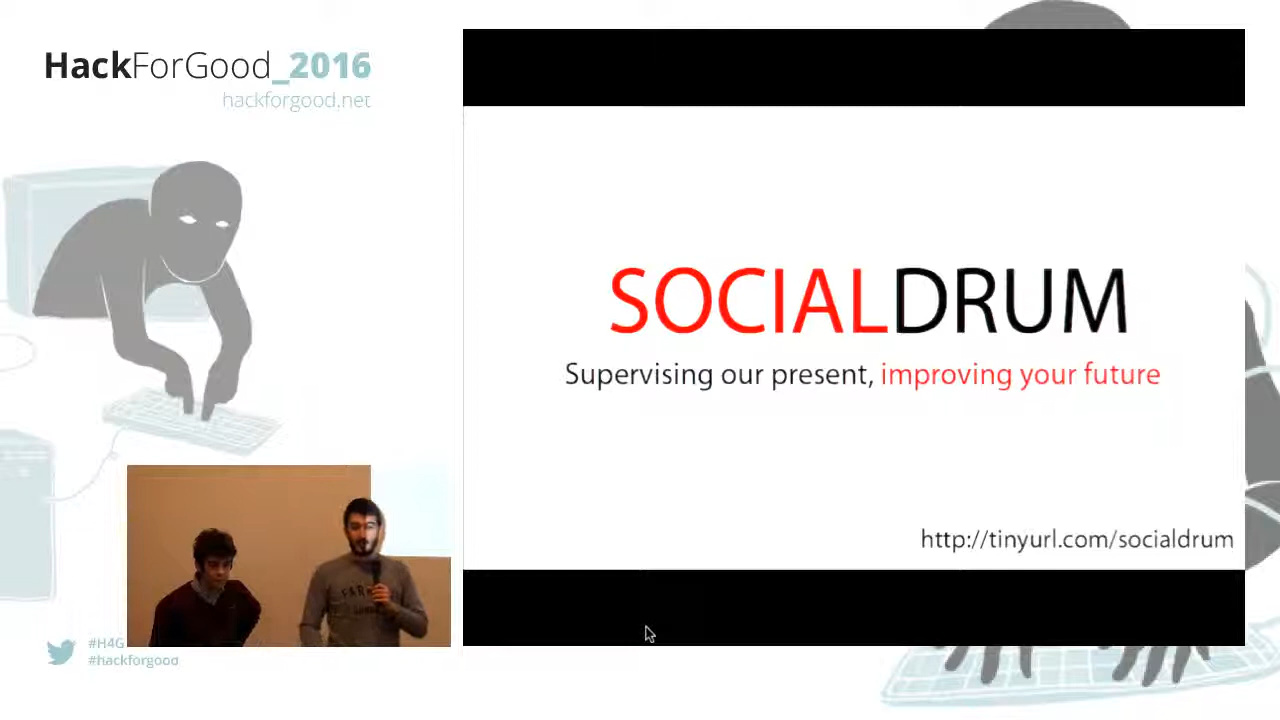 HackForGood_2016
hackforgood.net
SOCIALDRUM
Supervising our present, improving your future
http://tinyurl.com/socialdrum
#H4G
#hackforgood